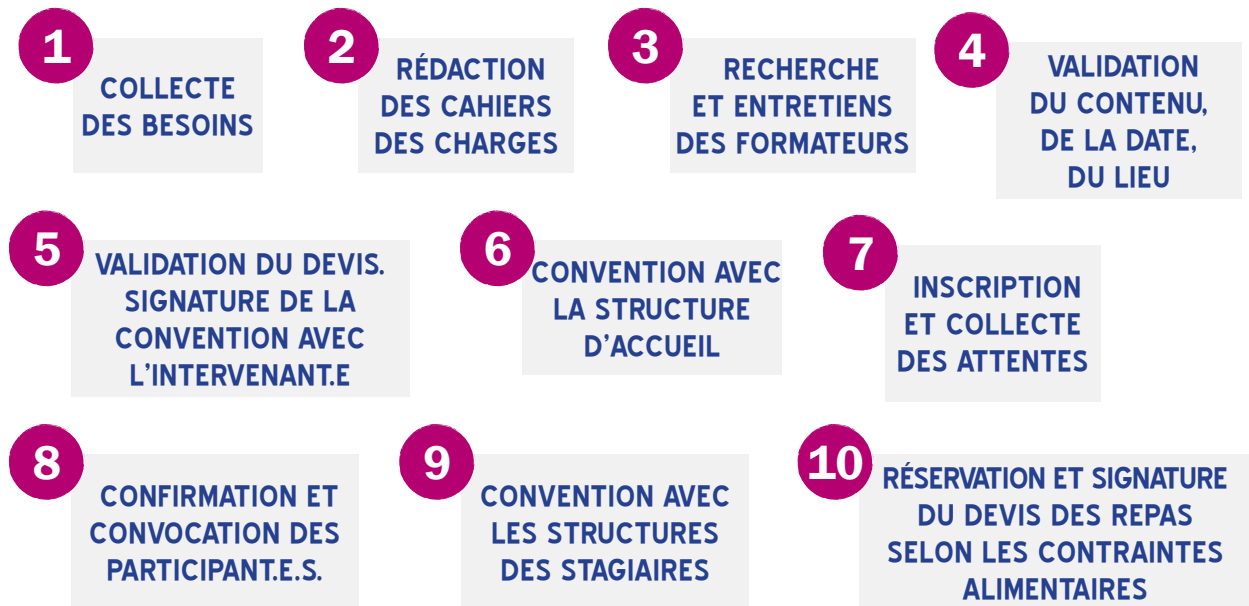 1
COLLECTE
DES BESOINS
2
RÉDACTION
DES CAHIERS
DES CHARGES
3
RECHERCHE
ET ENTRETIENS
DES FORMATEURS
4
VALIDATION
DU CONTENU,
DE LA DATE,
DU LIEU
5
VALIDATION DU DEVIS.
SIGNATURE DE LA
CONVENTION AVEC
L'INTERVENANT.E
6
CONVENTION AVEC
LA STRUCTURE
D'ACCUEIL
7
INSCRIPTION
ET COLLECTE
DES ATTENTES
8
CONFIRMATION ET
CONVOCATION DES
PARTICIPANT.E.S.
9
CONVENTION AVEC
LES STRUCTURES
DES STAGIAIRES
10
RÉSERVATION ET SIGNATURE
DU DEVIS DES REPAS
SELON LES CONTRAINTES
ALIMENTAIRES